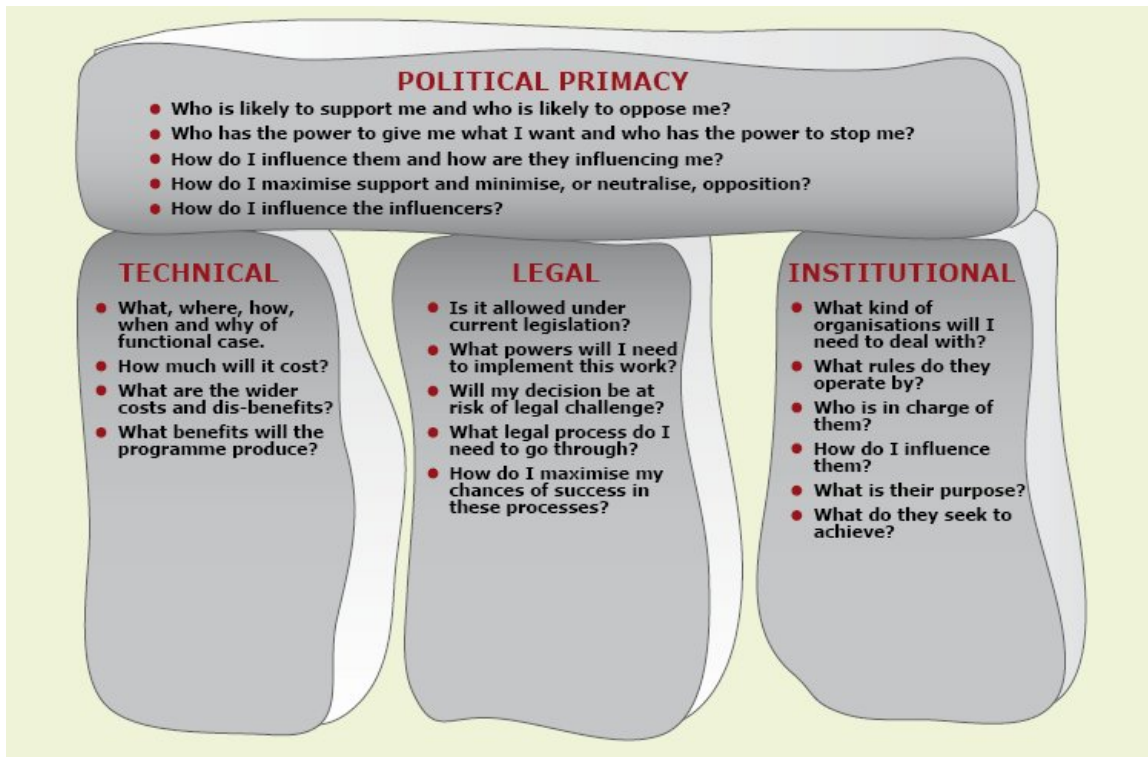 POLITICAL PRIMACY
• Who is likely to support me and who is likely to oppose me?
• Who has the power to give me what I want and who has the power to stop me?
• How do I influence them and how are they influencing me?
• How do I maximise support and minimise, or neutralise, opposition?
• How do I influence the influencers?
TECHNICAL
• What, where, how,
when and why of
functional case.
• How much will it cost?
• What are the wider
costs and dis-benefits?
• What benefits will the
programme produce?
LEGAL
• Is it allowed under
current legislation?
• What powers will I need
to implement this work?
• Will my decision be at
risk of legal challenge?
• What legal process do I
need to go through?
• How do I maximise my
chances of success in
these processes?
INSTITUTIONAL
• What kind of
organisations will I
need to deal with?
• What rules do they
operate by?
• Who is in charge of
them?
• How do I influence
them?
• What is their purpose?
• What do they seek to
achieve?